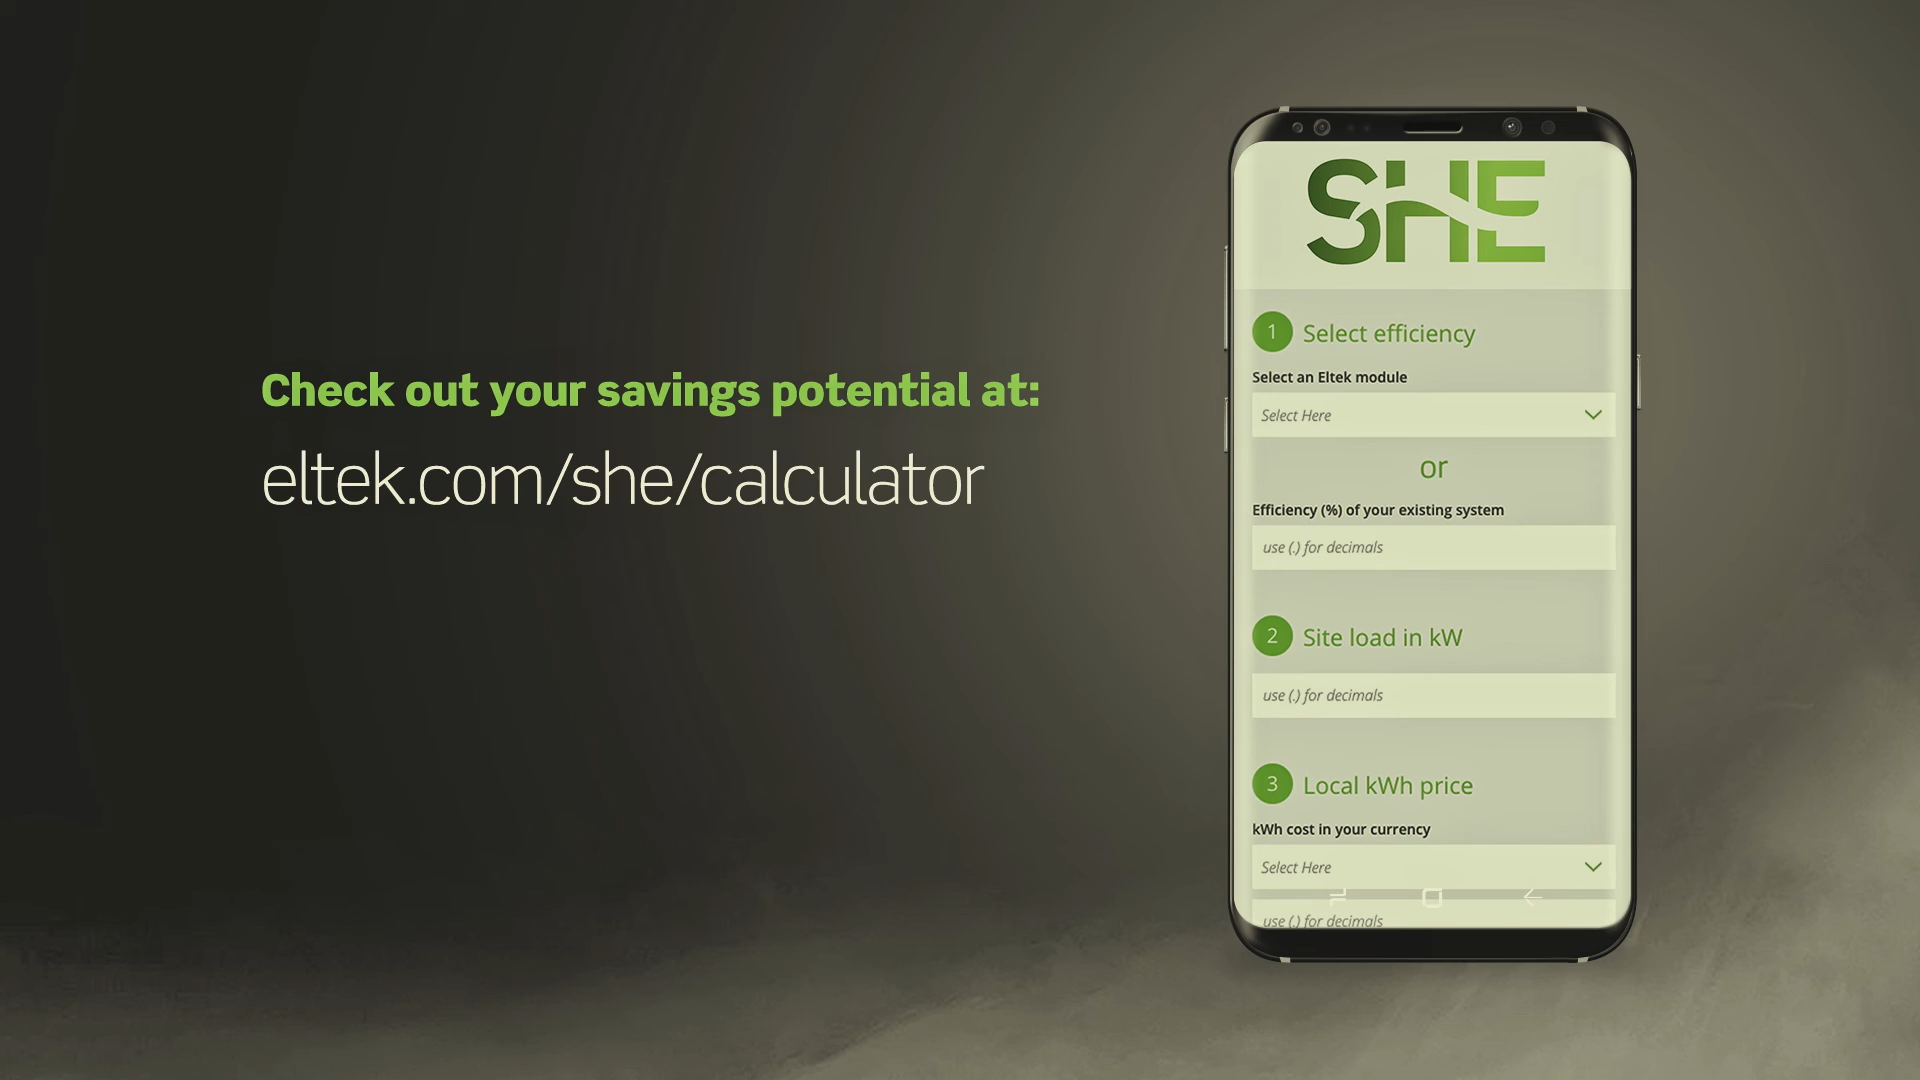 Check out your savings potential at:
eltek.com/she/calculator
SHE
1 Select efficiency
Select an Eltek module
Select Here
or
Efficiency (%) of your existing system
use (.) for decimals
2 Site load in kW
use (.) for decimals
3 Local kWh price
kWh cost in your currency
Select Here
use (.) for decimals